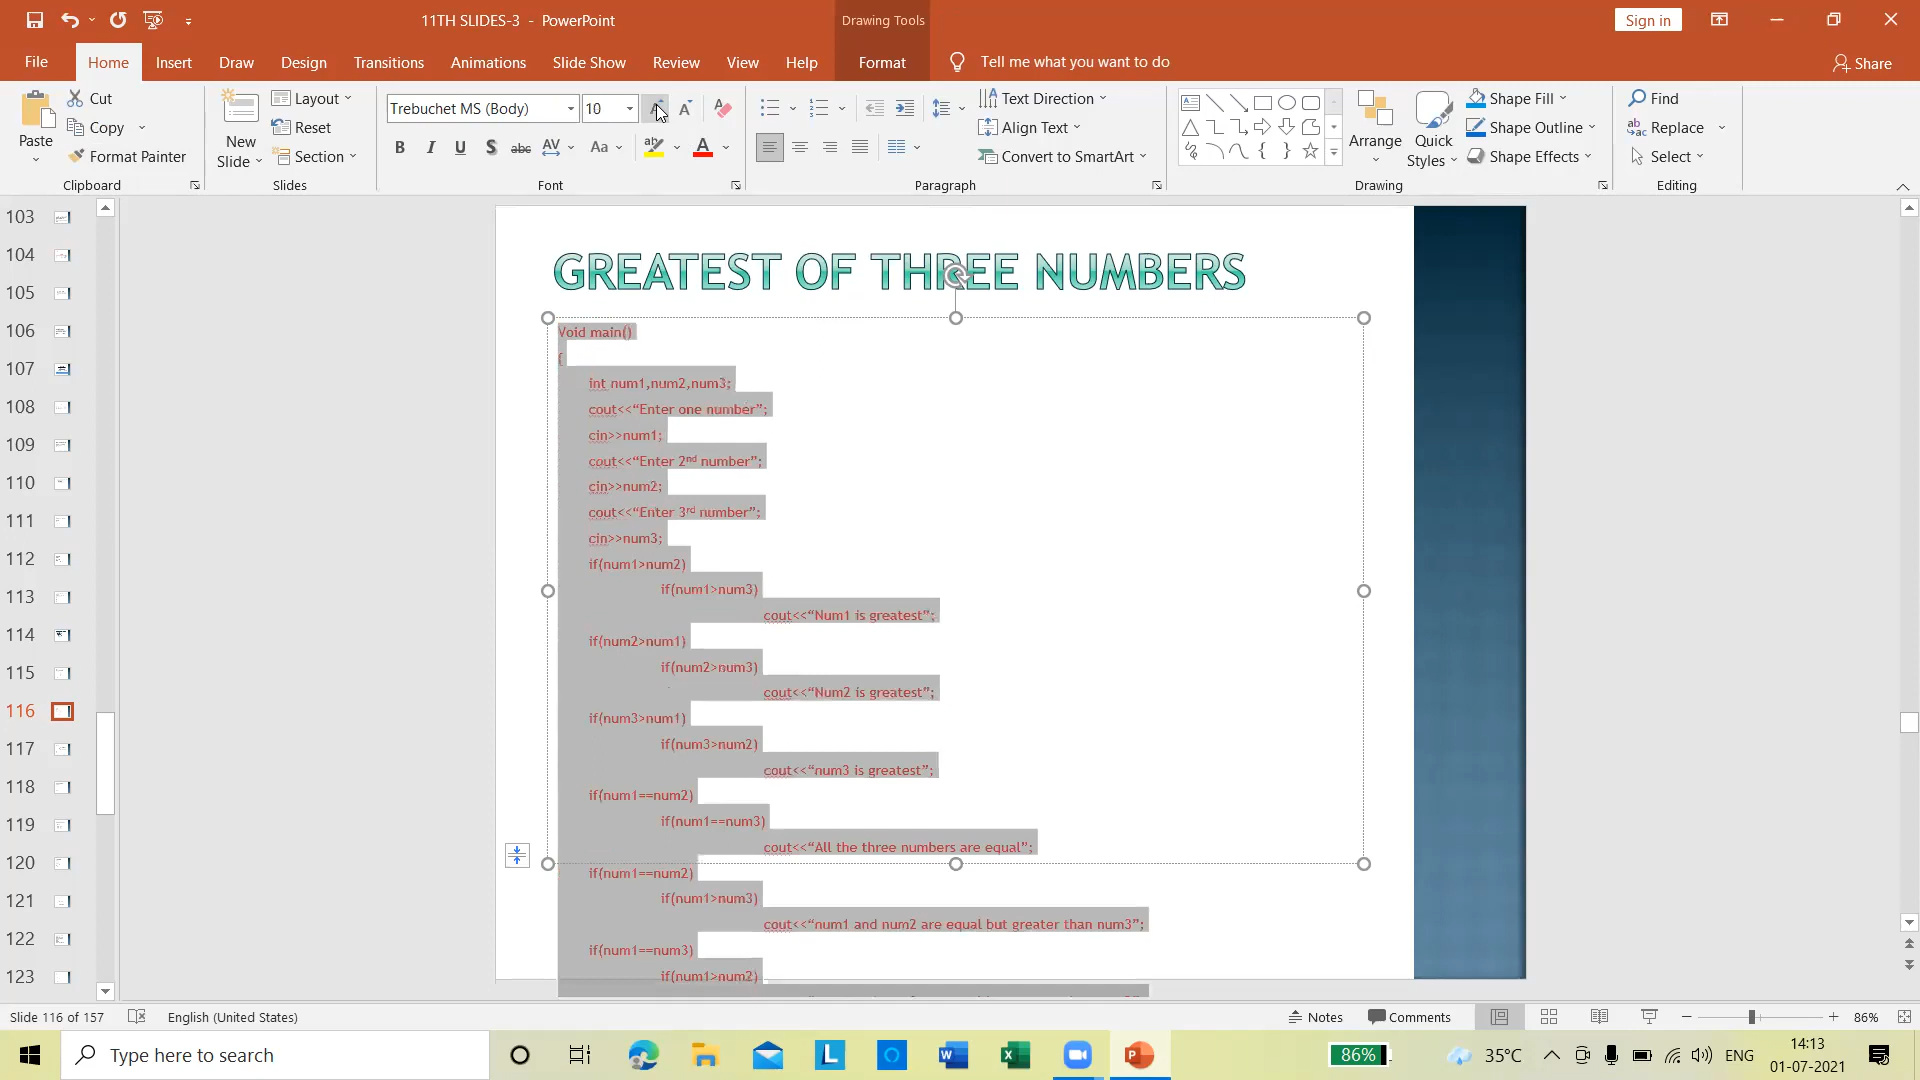 11TH SLIDES-3 - PowerPoint
Drawing Tools
Sign in
File Home Insert Draw Design Transitions Animations Slide Show Review View Help Format Tell me what you want to do Share
Paste
Cut
Copy
Format Painter
Clipboard
New Slide
Layout
Reset
Section
Slides
Trebuchet MS (Body) 10
B I U S abc AV Aa ab A
Font
Text Direction
Align Text
Convert to SmartArt
Paragraph
Arrange
Quick Styles
Shape Fill
Shape Outline
Shape Effects
Drawing
Find
Replace
Select
Editing
103
104
105
106
107
108
109
110
111
112
113
114
115
116
117
118
119
120
121
122
123
GREATEST OF THREE NUMBERS
Void main()
{
int num1,num2,num3;
cout<<“Enter one number”;
cin>>num1;
cout<<“Enter 2nd number”;
cin>>num2;
cout<<“Enter 3rd number”;
cin>>num3;
if(num1>num2)
if(num1>num3)
cout<<“Num1 is greatest”;
if(num2>num1)
if(num2>num3)
cout<<“Num2 is greatest”;
if(num3>num1)
if(num3>num2)
cout<<“num3 is greatest”;
if(num1==num2)
if(num1==num3)
cout<<“All the three numbers are equal”;
if(num1==num2)
if(num1>num3)
cout<<“num1 and num2 are equal but greater than num3”;
if(num1==num3)
if(num1>num2)
Slide 116 of 157 English (United States) Notes Comments 86%
Type here to search
86% 35°C ENG
14:13
01-07-2021